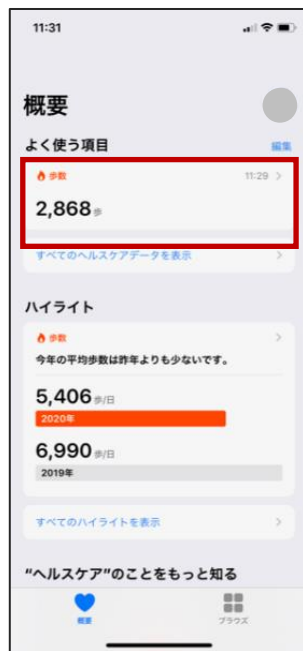 11:31
概要
よく使う項目 編集
歩数 11:29
2,868歩
すべてのヘルスケアデータを表示
ハイライト
歩数
今年の平均歩数は昨年よりも少ないです。
5,406歩/日
2020年
6,990歩/日
2019年
すべてのハイライトを表示
"ヘルスケア"のことをもっと知る
概要 ブラウズ